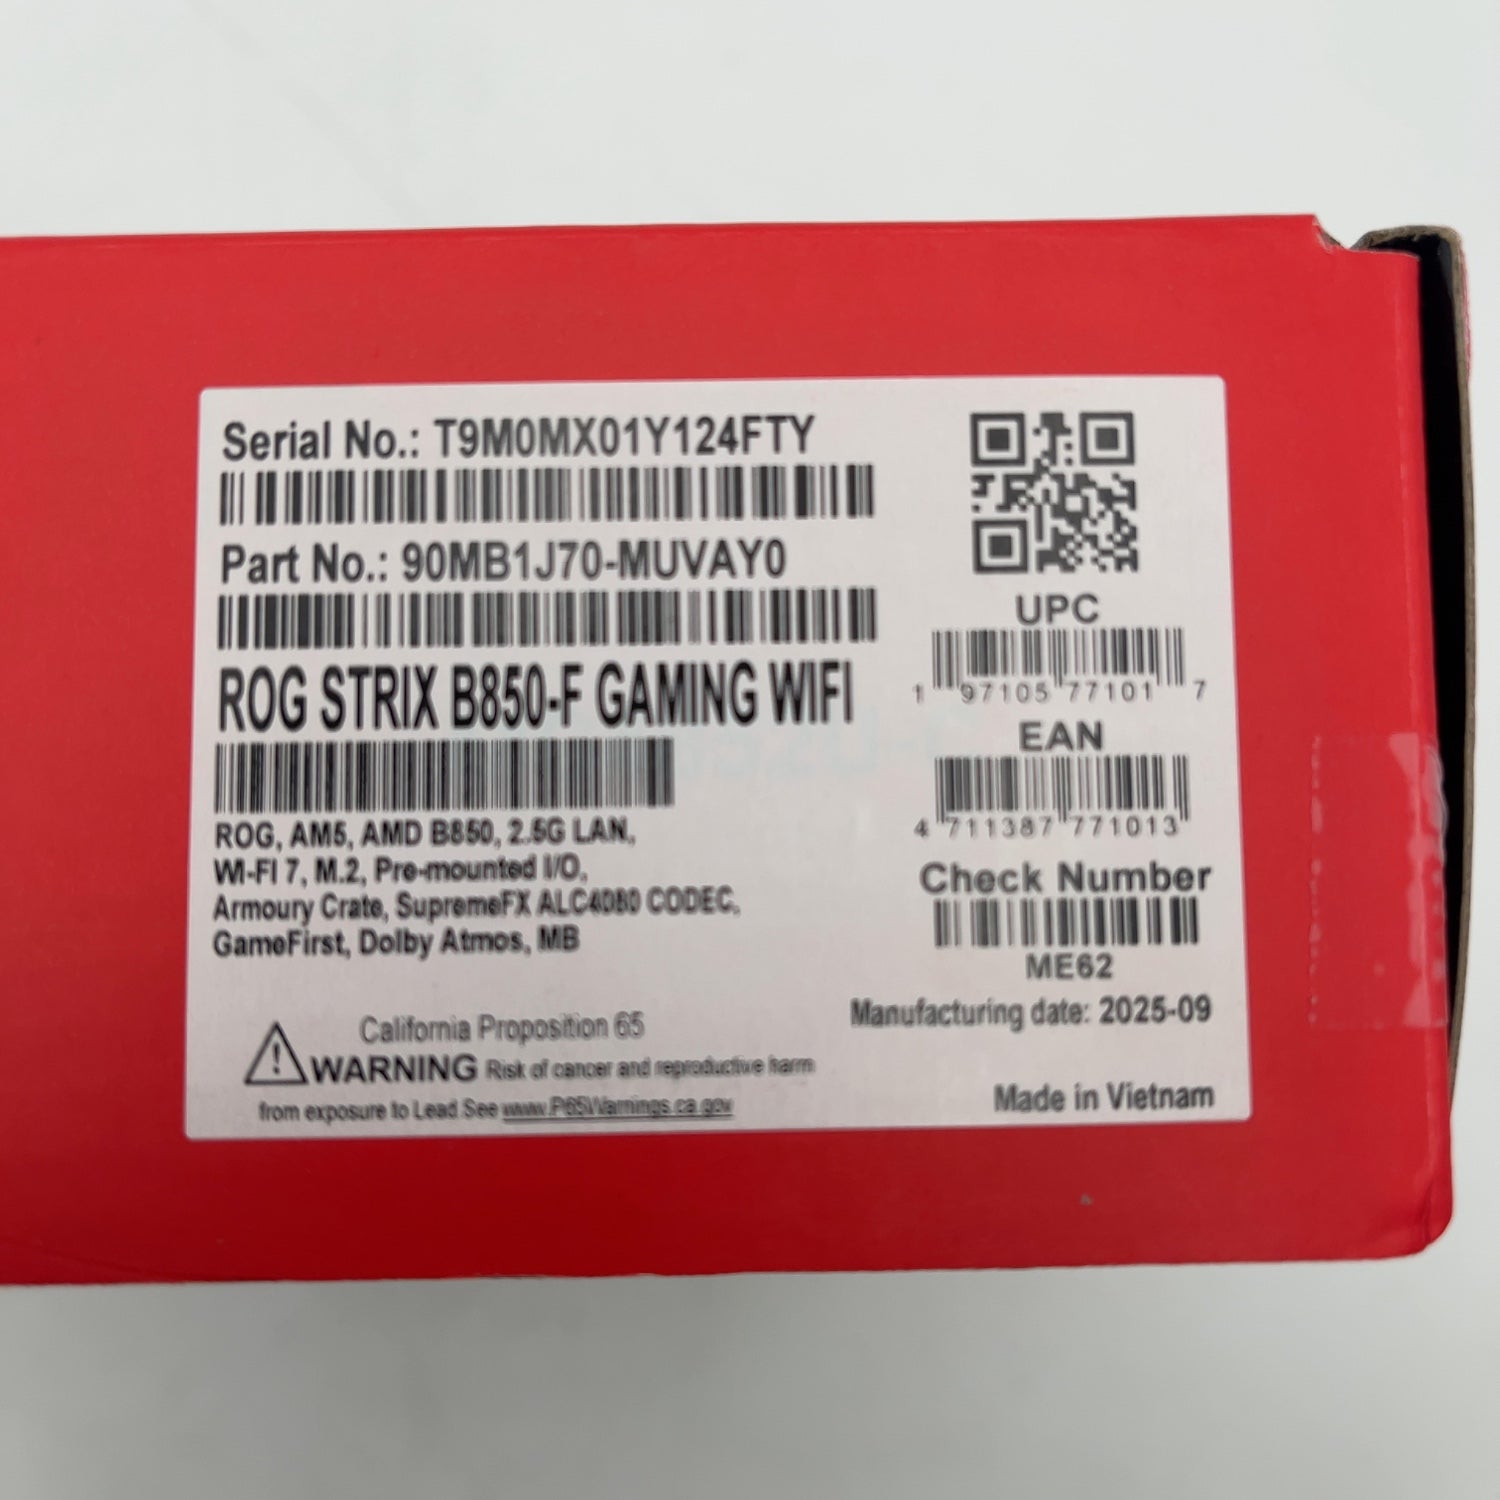 Serial No.: T9M0MX01Y124FTY
Part No.: 90MB1J70-MUVAY0
ROG STRIX B850-F GAMING WIFI
ROG, AM5, AMD B850, 2.5G LAN,
WI-FI 7, M.2, Pre-mounted I/O,
Armoury Crate, SupremeFX ALC4080 CODEC,
GameFirst, Dolby Atmos, MB
California Proposition 65
WARNING Risk of cancer and reproductive harm
from exposure to Lead See www.P65Warnings.ca.gov
UPC
1 97105 77101 7
EAN
4 711387 771013
Check Number
ME62
Manufacturing date: 2025-09
Made in Vietnam